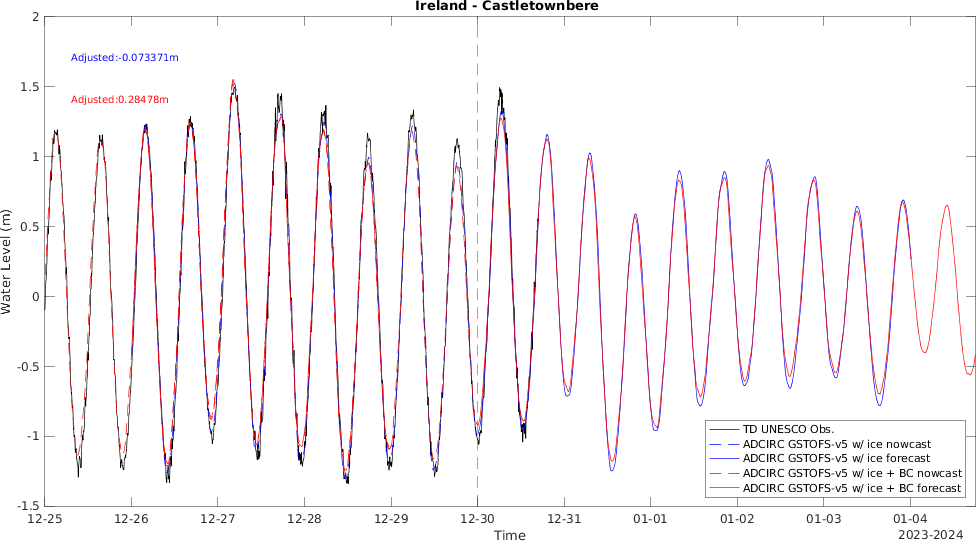 Ireland - Castletownbere
Adjusted:-0.073371m
Adjusted:0.28478m
Water Level (m)
2
1.5
1
0.5
0
-0.5
-1
-1.5
12-25 12-26 12-27 12-28 12-29 12-30 12-31 01-01 01-02 01-03 01-04
Time
2023-2024
TD UNESCO Obs.
ADCIRC GSTOFS-v5 w/ ice nowcast
ADCIRC GSTOFS-v5 w/ ice forecast
ADCIRC GSTOFS-v5 w/ ice + BC nowcast
ADCIRC GSTOFS-v5 w/ ice + BC forecast